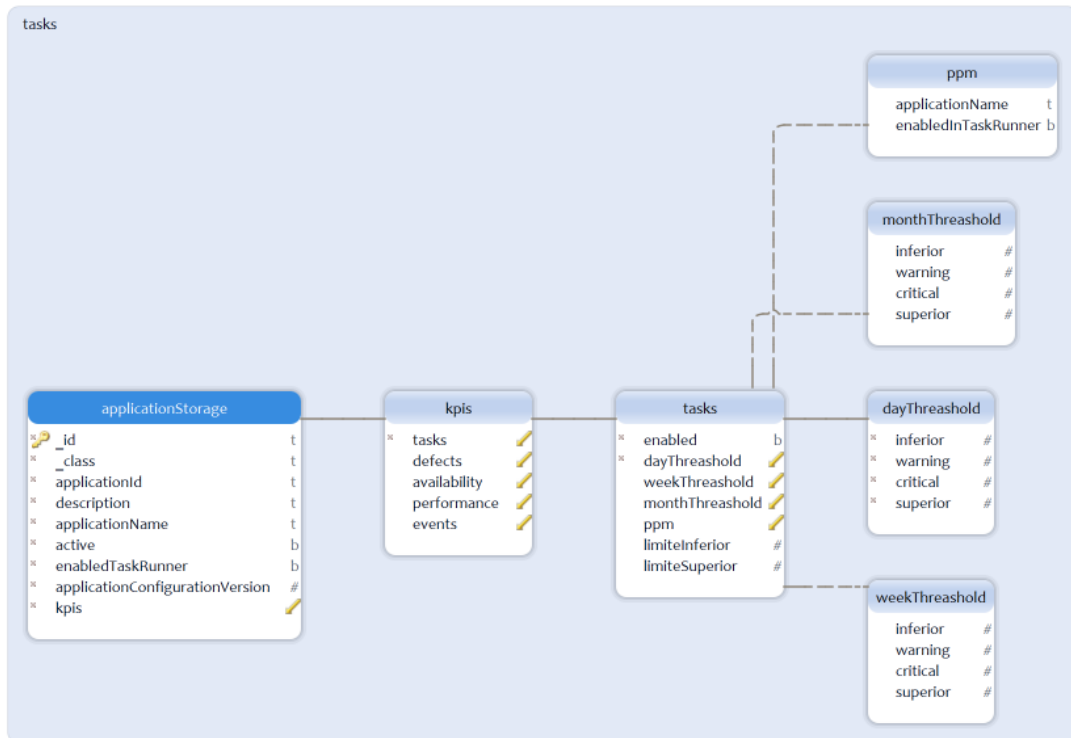 tasks
ppm
applicationName t
enabledInTaskRunner b
monthThreashold
inferior #
warning #
critical #
superior #
applicationStorage
_id t
_class t
applicationId t
description t
applicationName t
active b
enabledTaskRunner b
applicationConfigurationVersion #
kpis
kpis
tasks
defects
availability
performance
events
tasks
enabled b
dayThreashold
weekThreashold
monthThreashold
ppm
limiteInferior #
limiteSuperior #
dayThreashold
inferior #
warning #
critical #
superior #
weekThreashold
inferior #
warning #
critical #
superior #